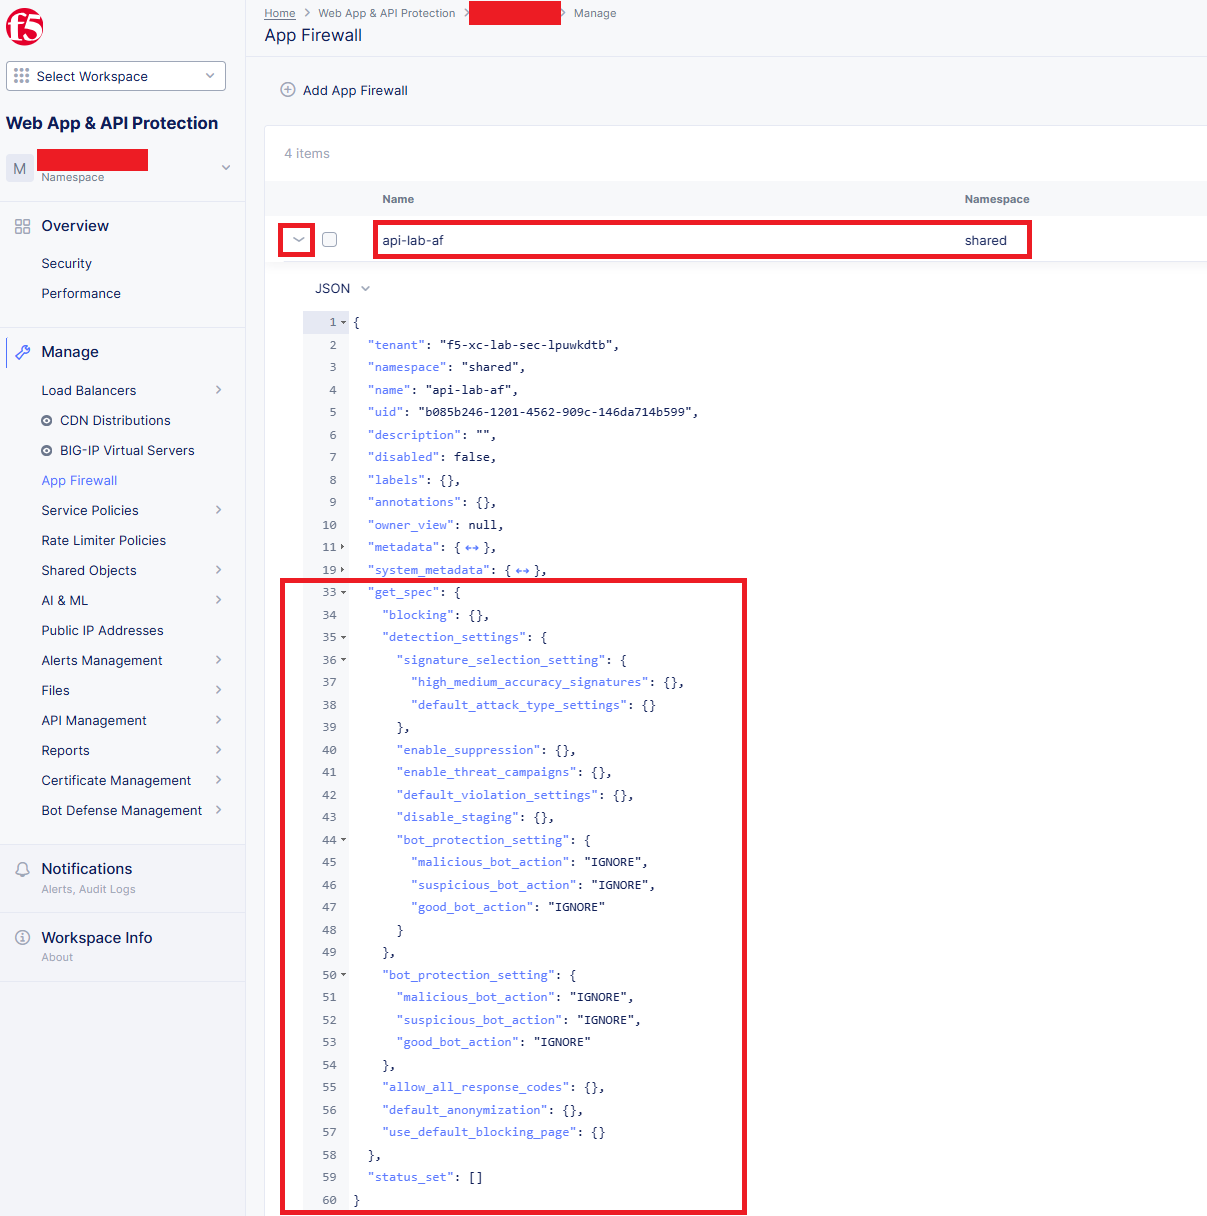 f5
Select Workspace
Web App & API Protection
M
Namespace
Overview
Security
Performance
Manage
Load Balancers
CDN Distributions
BIG-IP Virtual Servers
App Firewall
Service Policies
Rate Limiter Policies
Shared Objects
AI & ML
Public IP Addresses
Alerts Management
Files
API Management
Reports
Certificate Management
Bot Defense Management
Notifications
Alerts, Audit Logs
Workspace Info
About
Home > Web App & API Protection > > Manage
App Firewall
Add App Firewall
4 items
Name Namespace
api-lab-af shared
JSON
1 {
2 "tenant": "f5-xc-lab-sec-lpuwkdtb",
3 "namespace": "shared",
4 "name": "api-lab-af",
5 "uid": "b085b246-1201-4562-909c-146da714b599",
6 "description": "",
7 "disabled": false,
8 "labels": {},
9 "annotations": {},
10 "owner_view": null,
11 "metadata": {↔},
19 "system_metadata": {↔},
33 "get_spec": {
34 "blocking": {},
35 "detection_settings": {
36 "signature_selection_setting": {
37 "high_medium_accuracy_signatures": {},
38 "default_attack_type_settings": {}
39 },
40 "enable_suppression": {},
41 "enable_threat_campaigns": {},
42 "default_violation_settings": {},
43 "disable_staging": {},
44 "bot_protection_setting": {
45 "malicious_bot_action": "IGNORE",
46 "suspicious_bot_action": "IGNORE",
47 "good_bot_action": "IGNORE"
48 }
49 },
50 "bot_protection_setting": {
51 "malicious_bot_action": "IGNORE",
52 "suspicious_bot_action": "IGNORE",
53 "good_bot_action": "IGNORE"
54 },
55 "allow_all_response_codes": {},
56 "default_anonymization": {},
57 "use_default_blocking_page": {}
58 },
59 "status_set": []
60 }